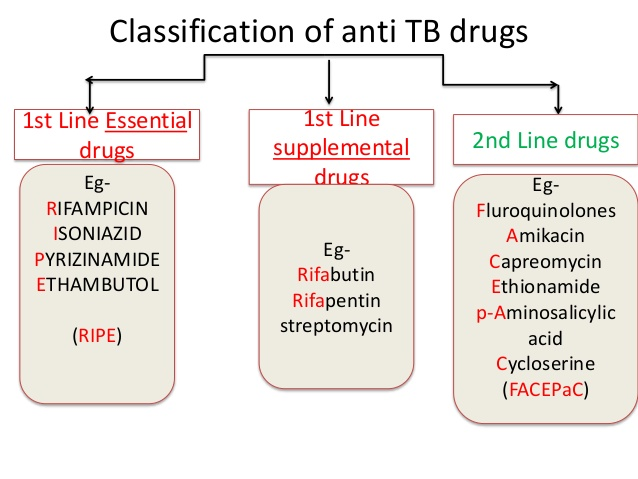 Classification of anti TB drugs
1st Line Essential
drugs
Eg-
RIFAMPICIN
ISONIAZID
PYRIZINAMIDE
ETHAMBUTOL
(RIPE)
1st Line
supplemental
drugs
Eg-
Rifabutin
Rifapentin
streptomycin
2nd Line drugs
Eg-
Fluroquinolones
Amikacin
Capreomycin
Ethionamide
p-Aminosalicylic
acid
Cycloserine
(FACEPaC)